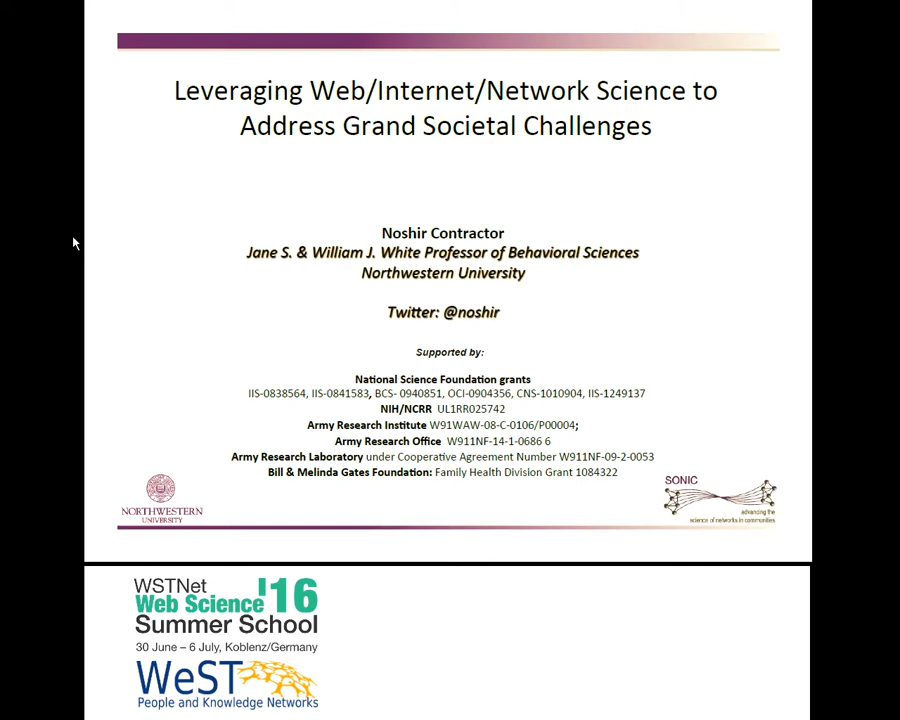 Leveraging Web/Internet/Network Science to
Address Grand Societal Challenges
Noshir Contractor
Jane S. & William J. White Professor of Behavioral Sciences
Northwestern University
Twitter: @noshir
Supported by:
National Science Foundation grants
IIS-0838564, IIS-0841583, BCS- 0940851, OCI-0904356, CNS-1010904, IIS-1249137
NIH/NCRR UL1RR025742
Army Research Institute W91WAW-08-C-0106/P00004;
Army Research Office W911NF-14-1-0686 6
Army Research Laboratory under Cooperative Agreement Number W911NF-09-2-0053
Bill & Melinda Gates Foundation: Family Health Division Grant 1084322
NORTHWESTERN
UNIVERSITY
SONIC
advancing the
science of networks in communities
WSTNet
Web Science '16
Summer School
30 June – 6 July, Koblenz/Germany
WeST
People and Knowledge Networks